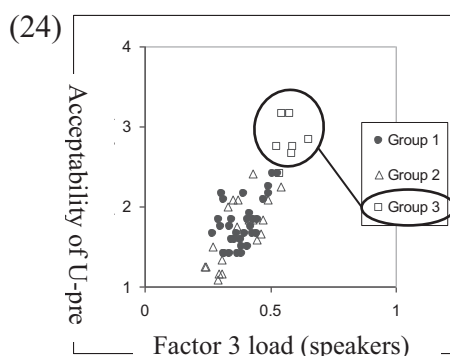 (24)
Acceptability of U-pre
4
3
2
1
0
0.5
1
Factor 3 load (speakers)
Group 1
Group 2
Group 3